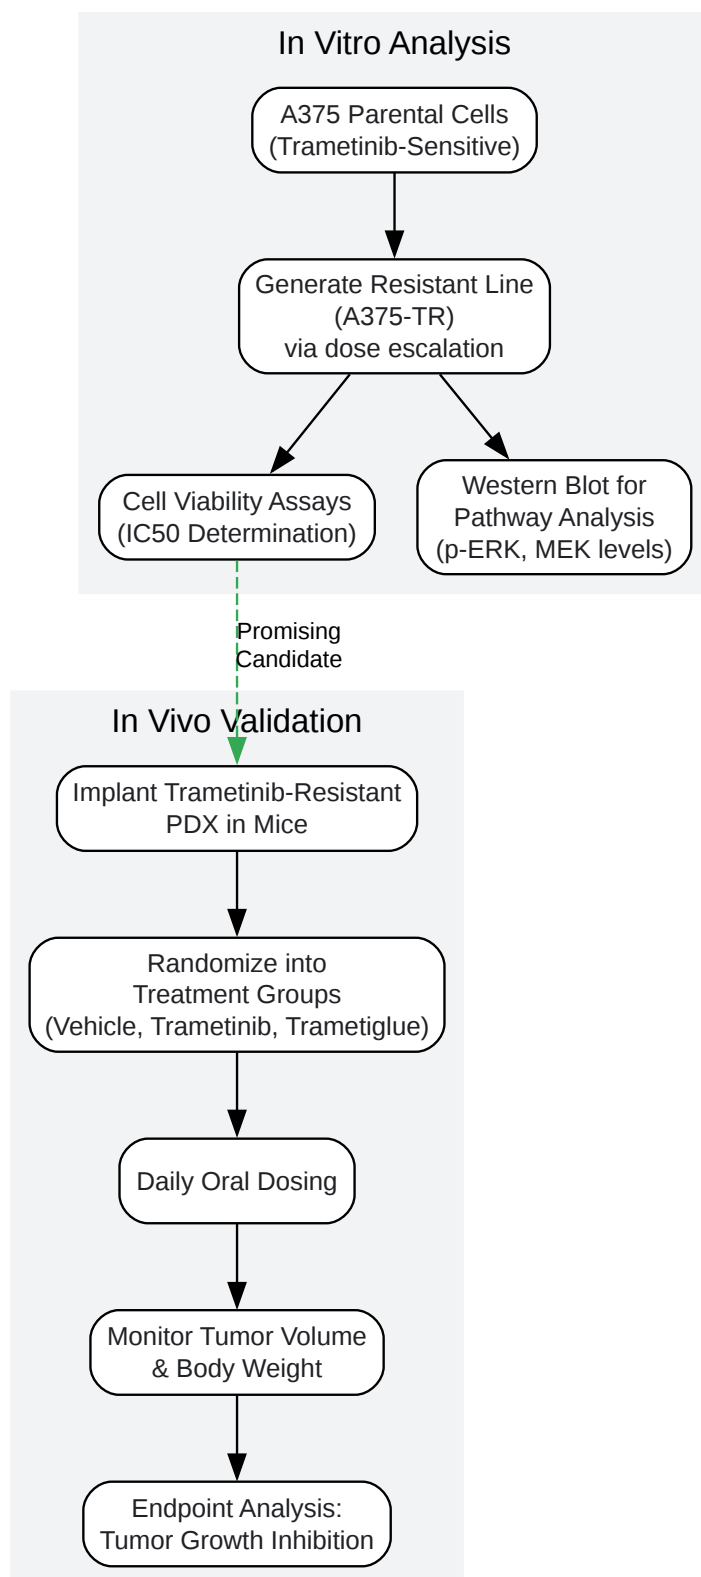 In Vitro Analysis
A375 Parental Cells
(Trametinib-Sensitive)
Generate Resistant Line
(A375-TR)
via dose escalation
Cell Viability Assays
(IC50 Determination)
Western Blot for
Pathway Analysis
(p-ERK, MEK levels)
Promising
Candidate
In Vivo Validation
Implant Trametinib-Resistant
PDX in Mice
Randomize into
Treatment Groups
(Vehicle, Trametinib, Trametiglue)
Daily Oral Dosing
Monitor Tumor Volume
& Body Weight
Endpoint Analysis:
Tumor Growth Inhibition